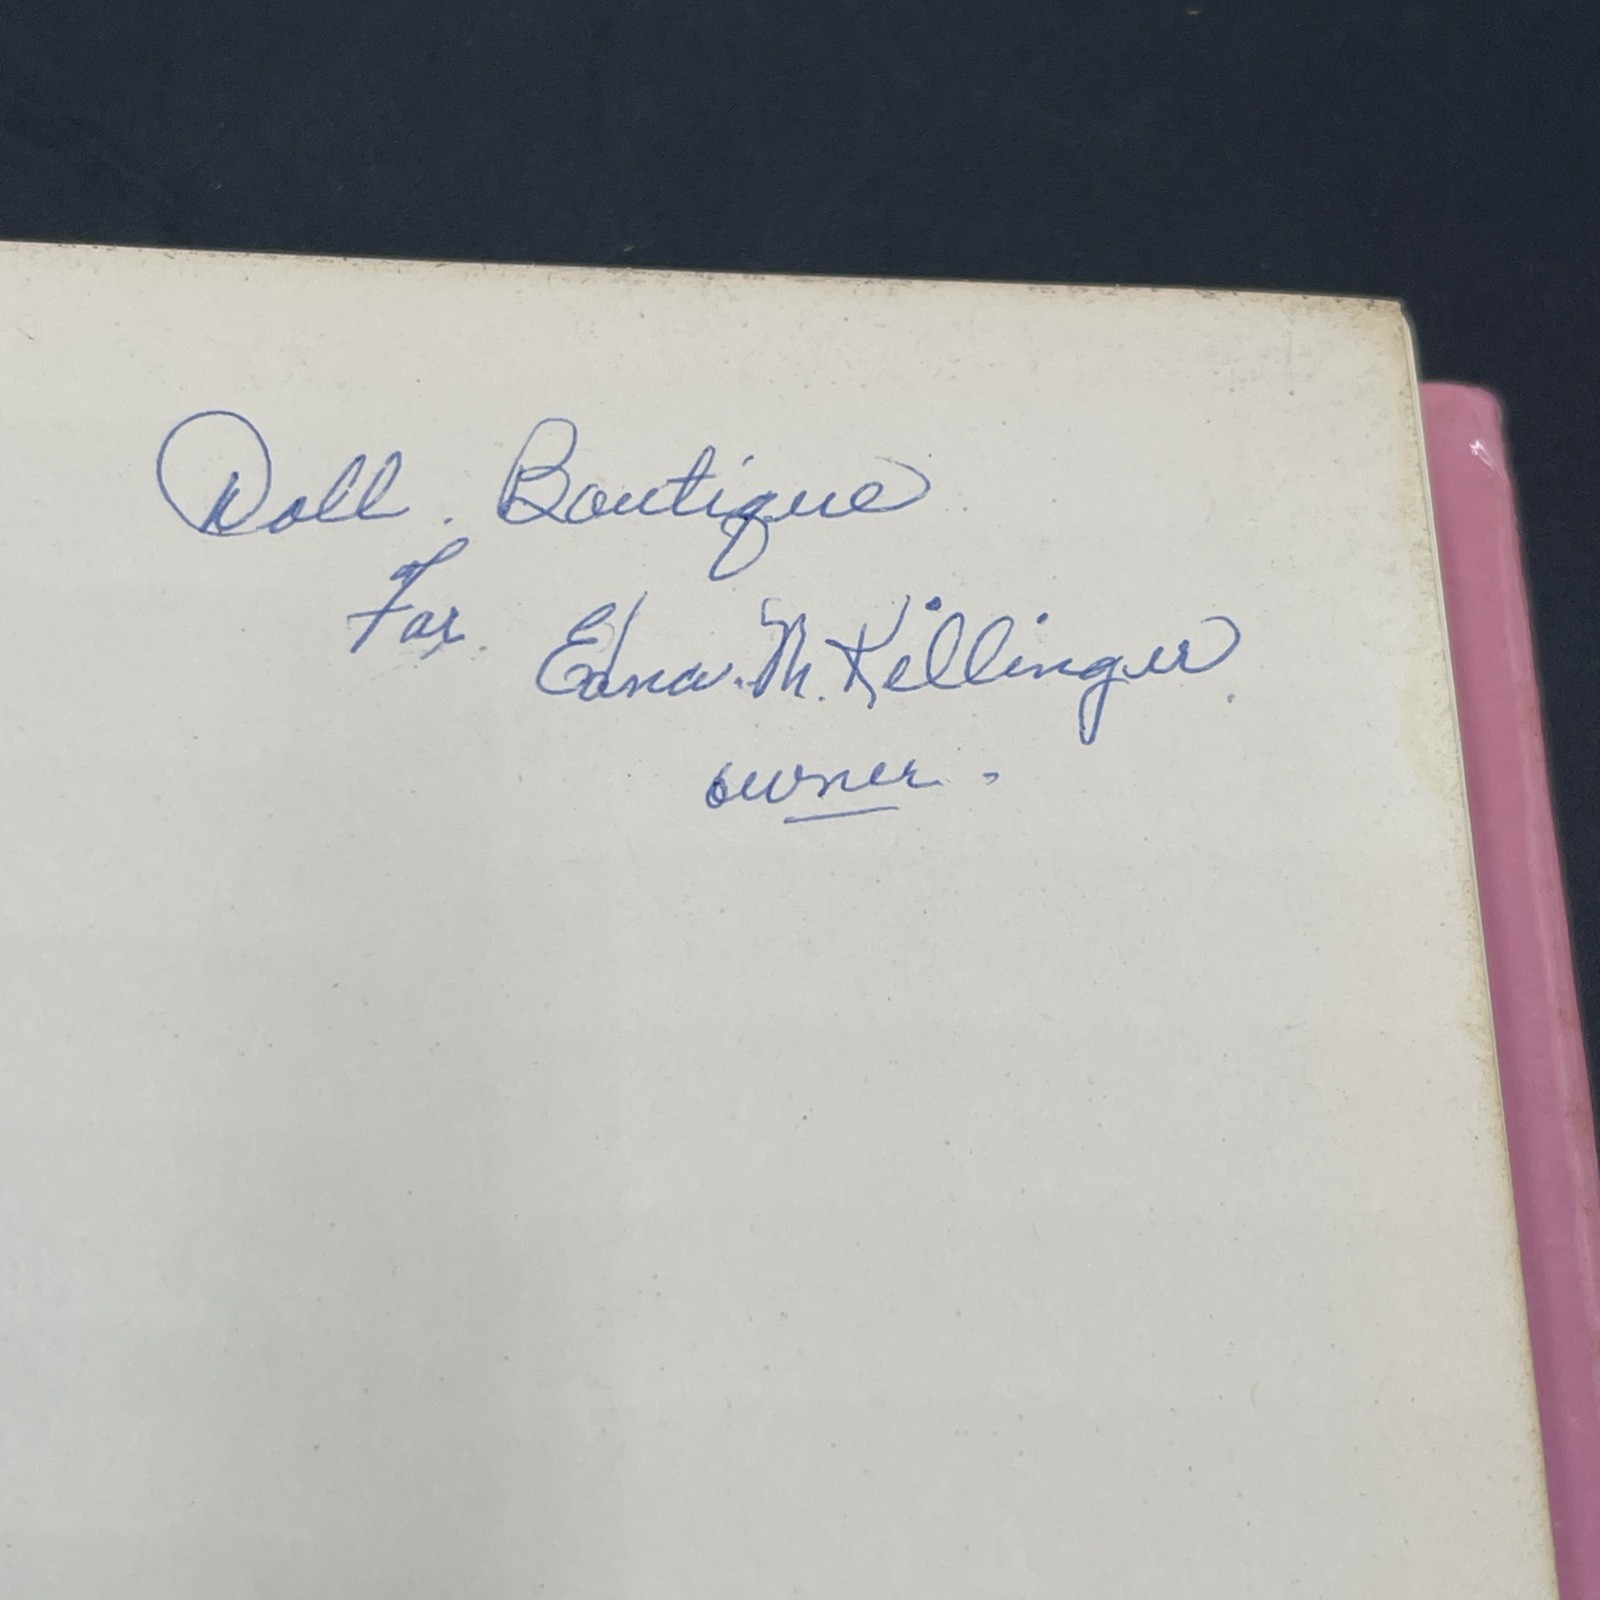 Doll. Boutique
For.
Edna. M. Killinger.
owner.